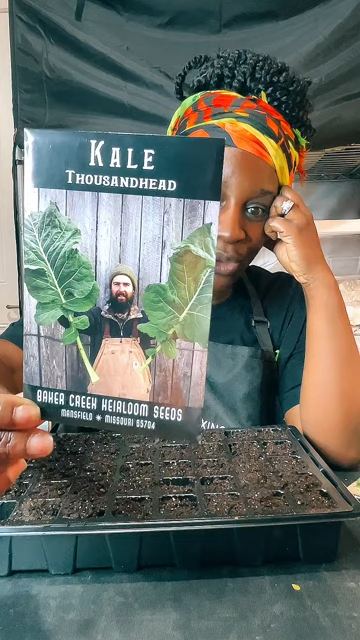 KALE
THOUSANDHEAD
BAKER CREEK HEIRLOOM SEEDS
MANSFIELD * MISSOURI 65704